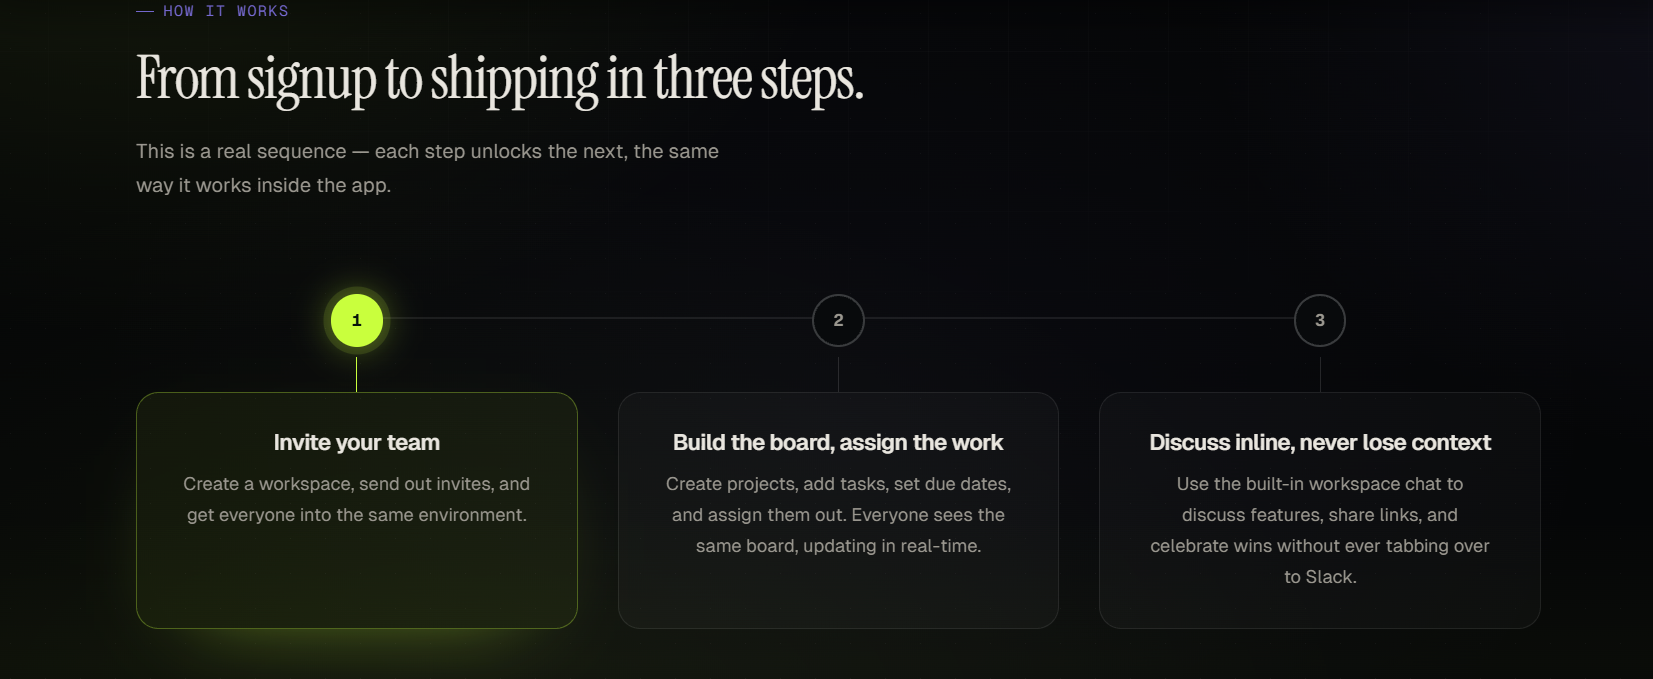 — HOW IT WORKS
From signup to shipping in three steps.
This is a real sequence — each step unlocks the next, the same
way it works inside the app.
1
2
3
Invite your team
Create a workspace, send out invites, and
get everyone into the same environment.
Build the board, assign the work
Create projects, add tasks, set due dates,
and assign them out. Everyone sees the
same board, updating in real-time.
Discuss inline, never lose context
Use the built-in workspace chat to
discuss features, share links, and
celebrate wins without ever tabbing over
to Slack.